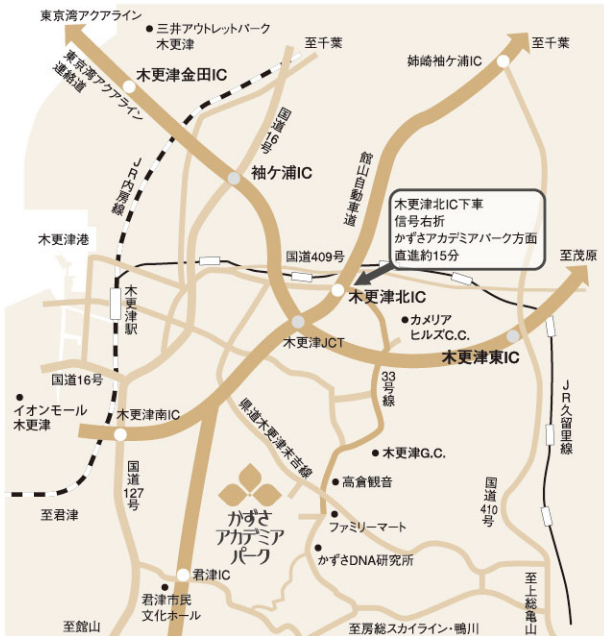 東京湾アクアライン
三井アウトレットパーク
木更津
至千葉
至千葉
姉崎袖ケ浦IC
木更津金田IC
東京湾アクアライン
連絡道
国道
16号
JR内房線
袖ケ浦IC
館山自動車道
木更津北IC下車
信号右折
かずさアカデミアパーク方面
直進約15分
木更津港
国道409号
至茂原
木更津北IC
木更津駅
カメリア
ヒルズC.C.
木更津JCT
木更津東IC
国道16号
33号線
イオンモール
木更津
木更津南IC
県道木更津末吉線
JR久留里線
木更津G.C.
国道
127号
高倉観音
国道
410号
かずさ
アカデミア
パーク
ファミリーマート
至君津
かずさDNA研究所
君津IC
君津市民
文化ホール
至上総亀山
至館山
至房総スカイライン・鴨川